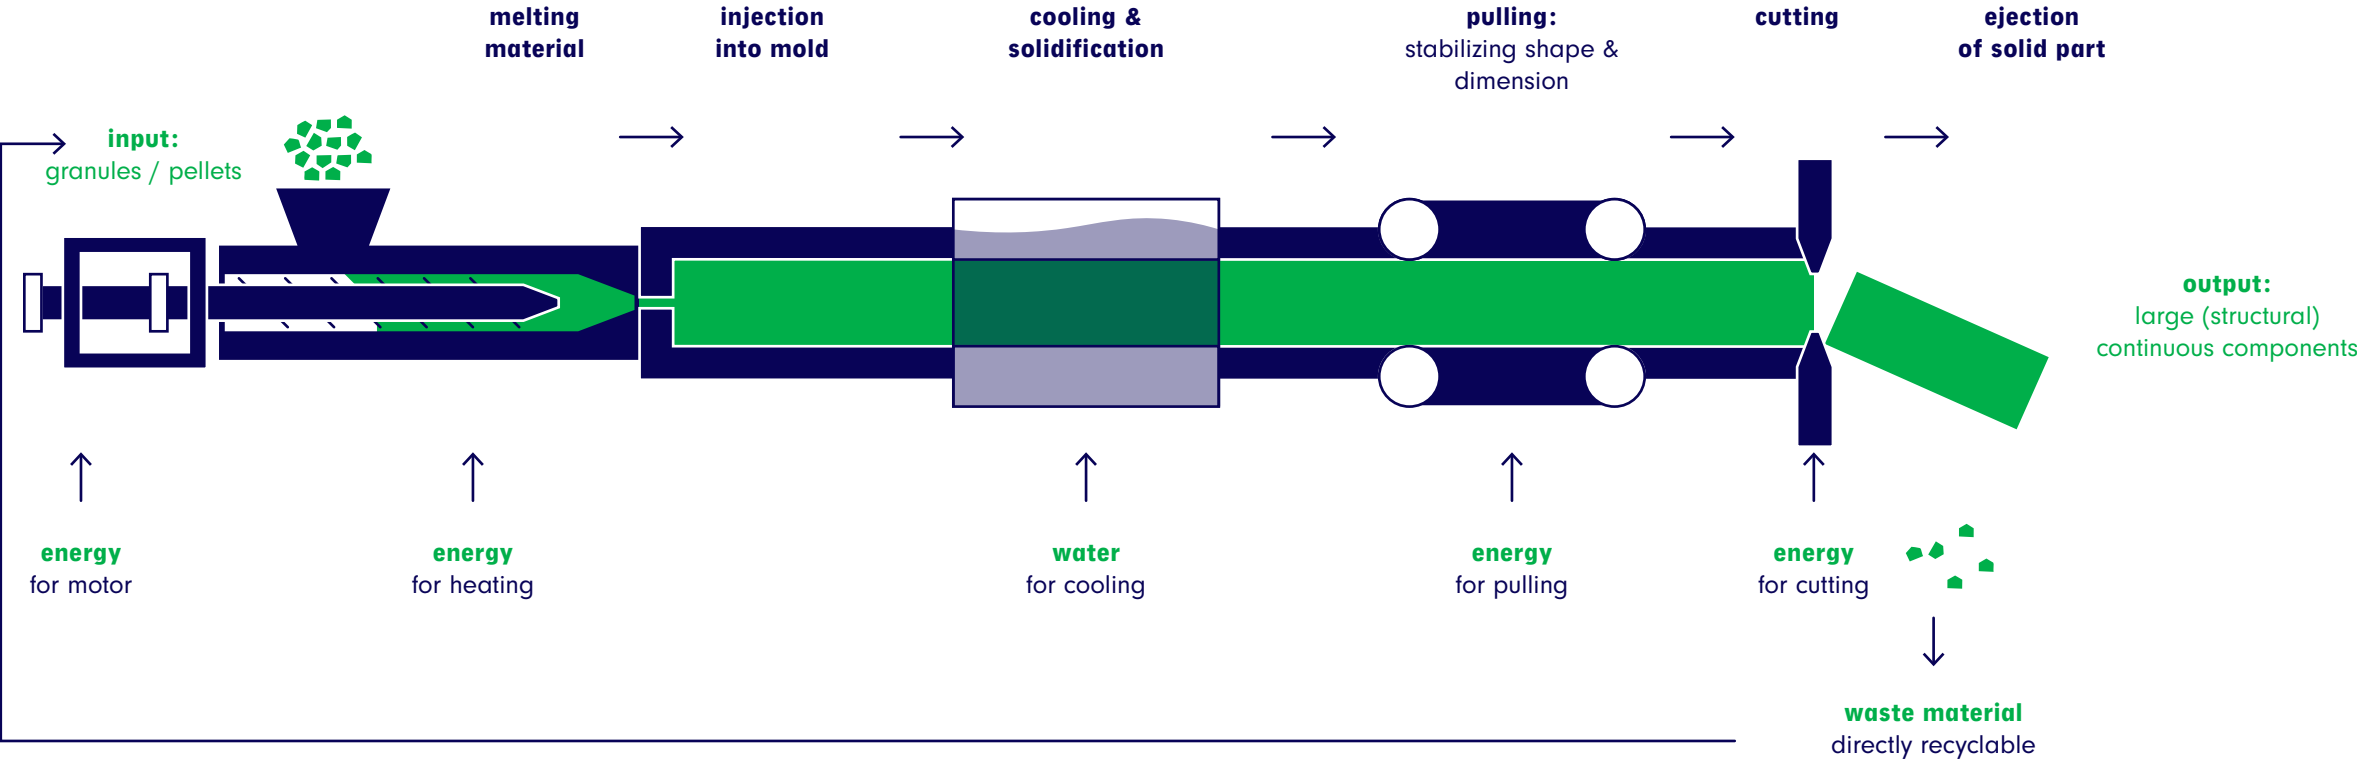 melting
material
injection
into mold
cooling &
solidification
pulling:
stabilizing shape &
dimension
cutting
ejection
of solid part
input:
granules / pellets
output:
large (structural)
continuous components
energy
for motor
energy
for heating
water
for cooling
energy
for pulling
energy
for cutting
waste material
directly recyclable